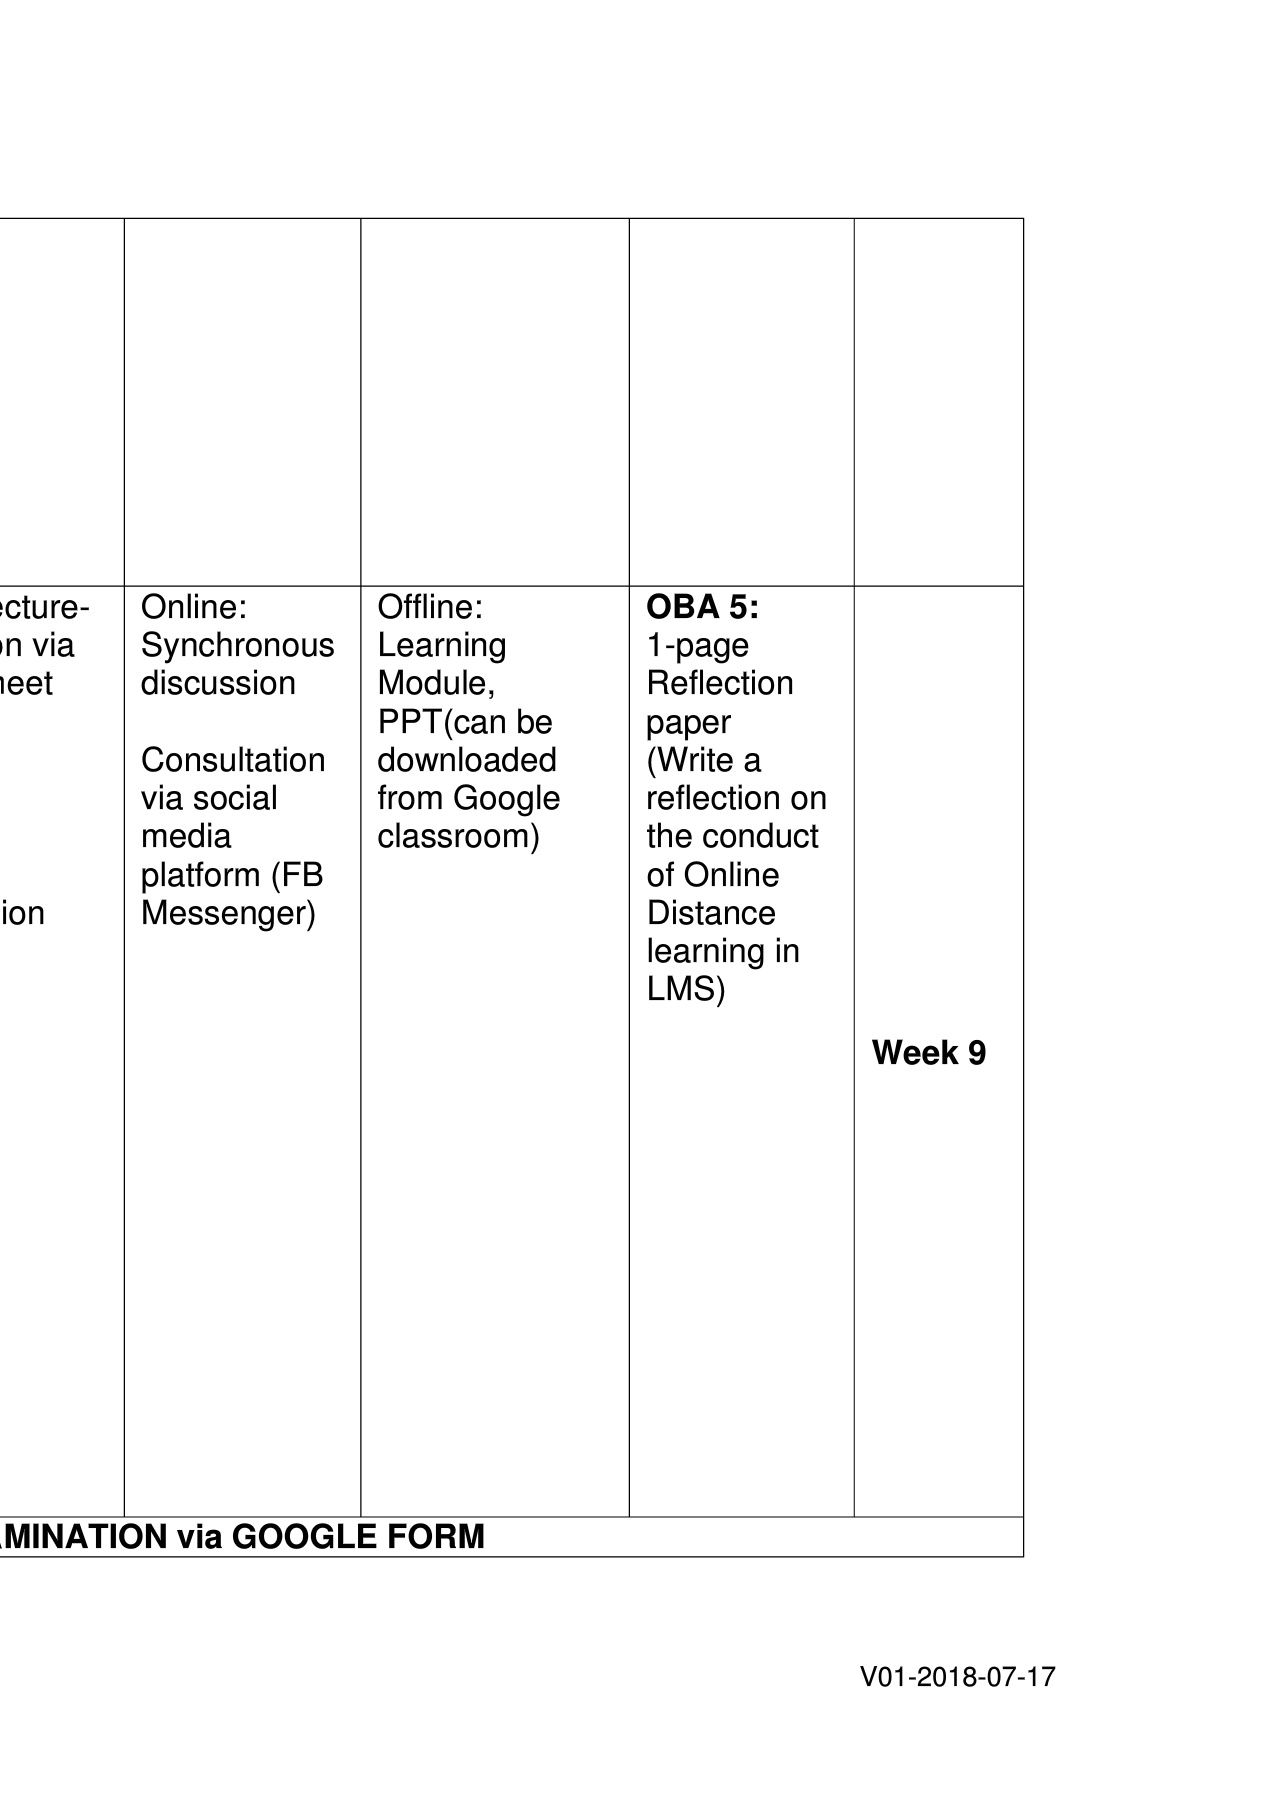 ecture-
on via
neet
ion
Online:
Synchronous
discussion
Consultation
via social
media
platform (FB
Messenger)
Offline:
Learning
Module,
PPT(can be
downloaded
from Google
classroom)
OBA 5:
1-page
Reflection
paper
(Write a
reflection on
the conduct
of Online
Distance
learning in
LMS)
Week 9
AMINATION via GOOGLE FORM
V01-2018-07-17